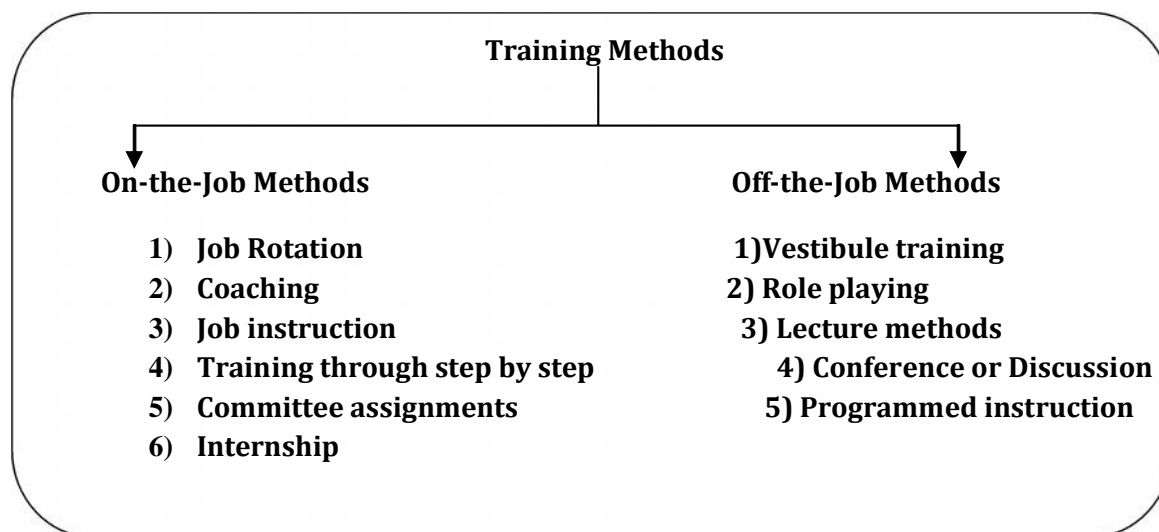 Training Methods
On-the-Job Methods
1) Job Rotation
2) Coaching
3) Job instruction
4) Training through step by step
5) Committee assignments
6) Internship
Off-the-Job Methods
1)Vestibule training
2) Role playing
3) Lecture methods
4) Conference or Discussion
5) Programmed instruction